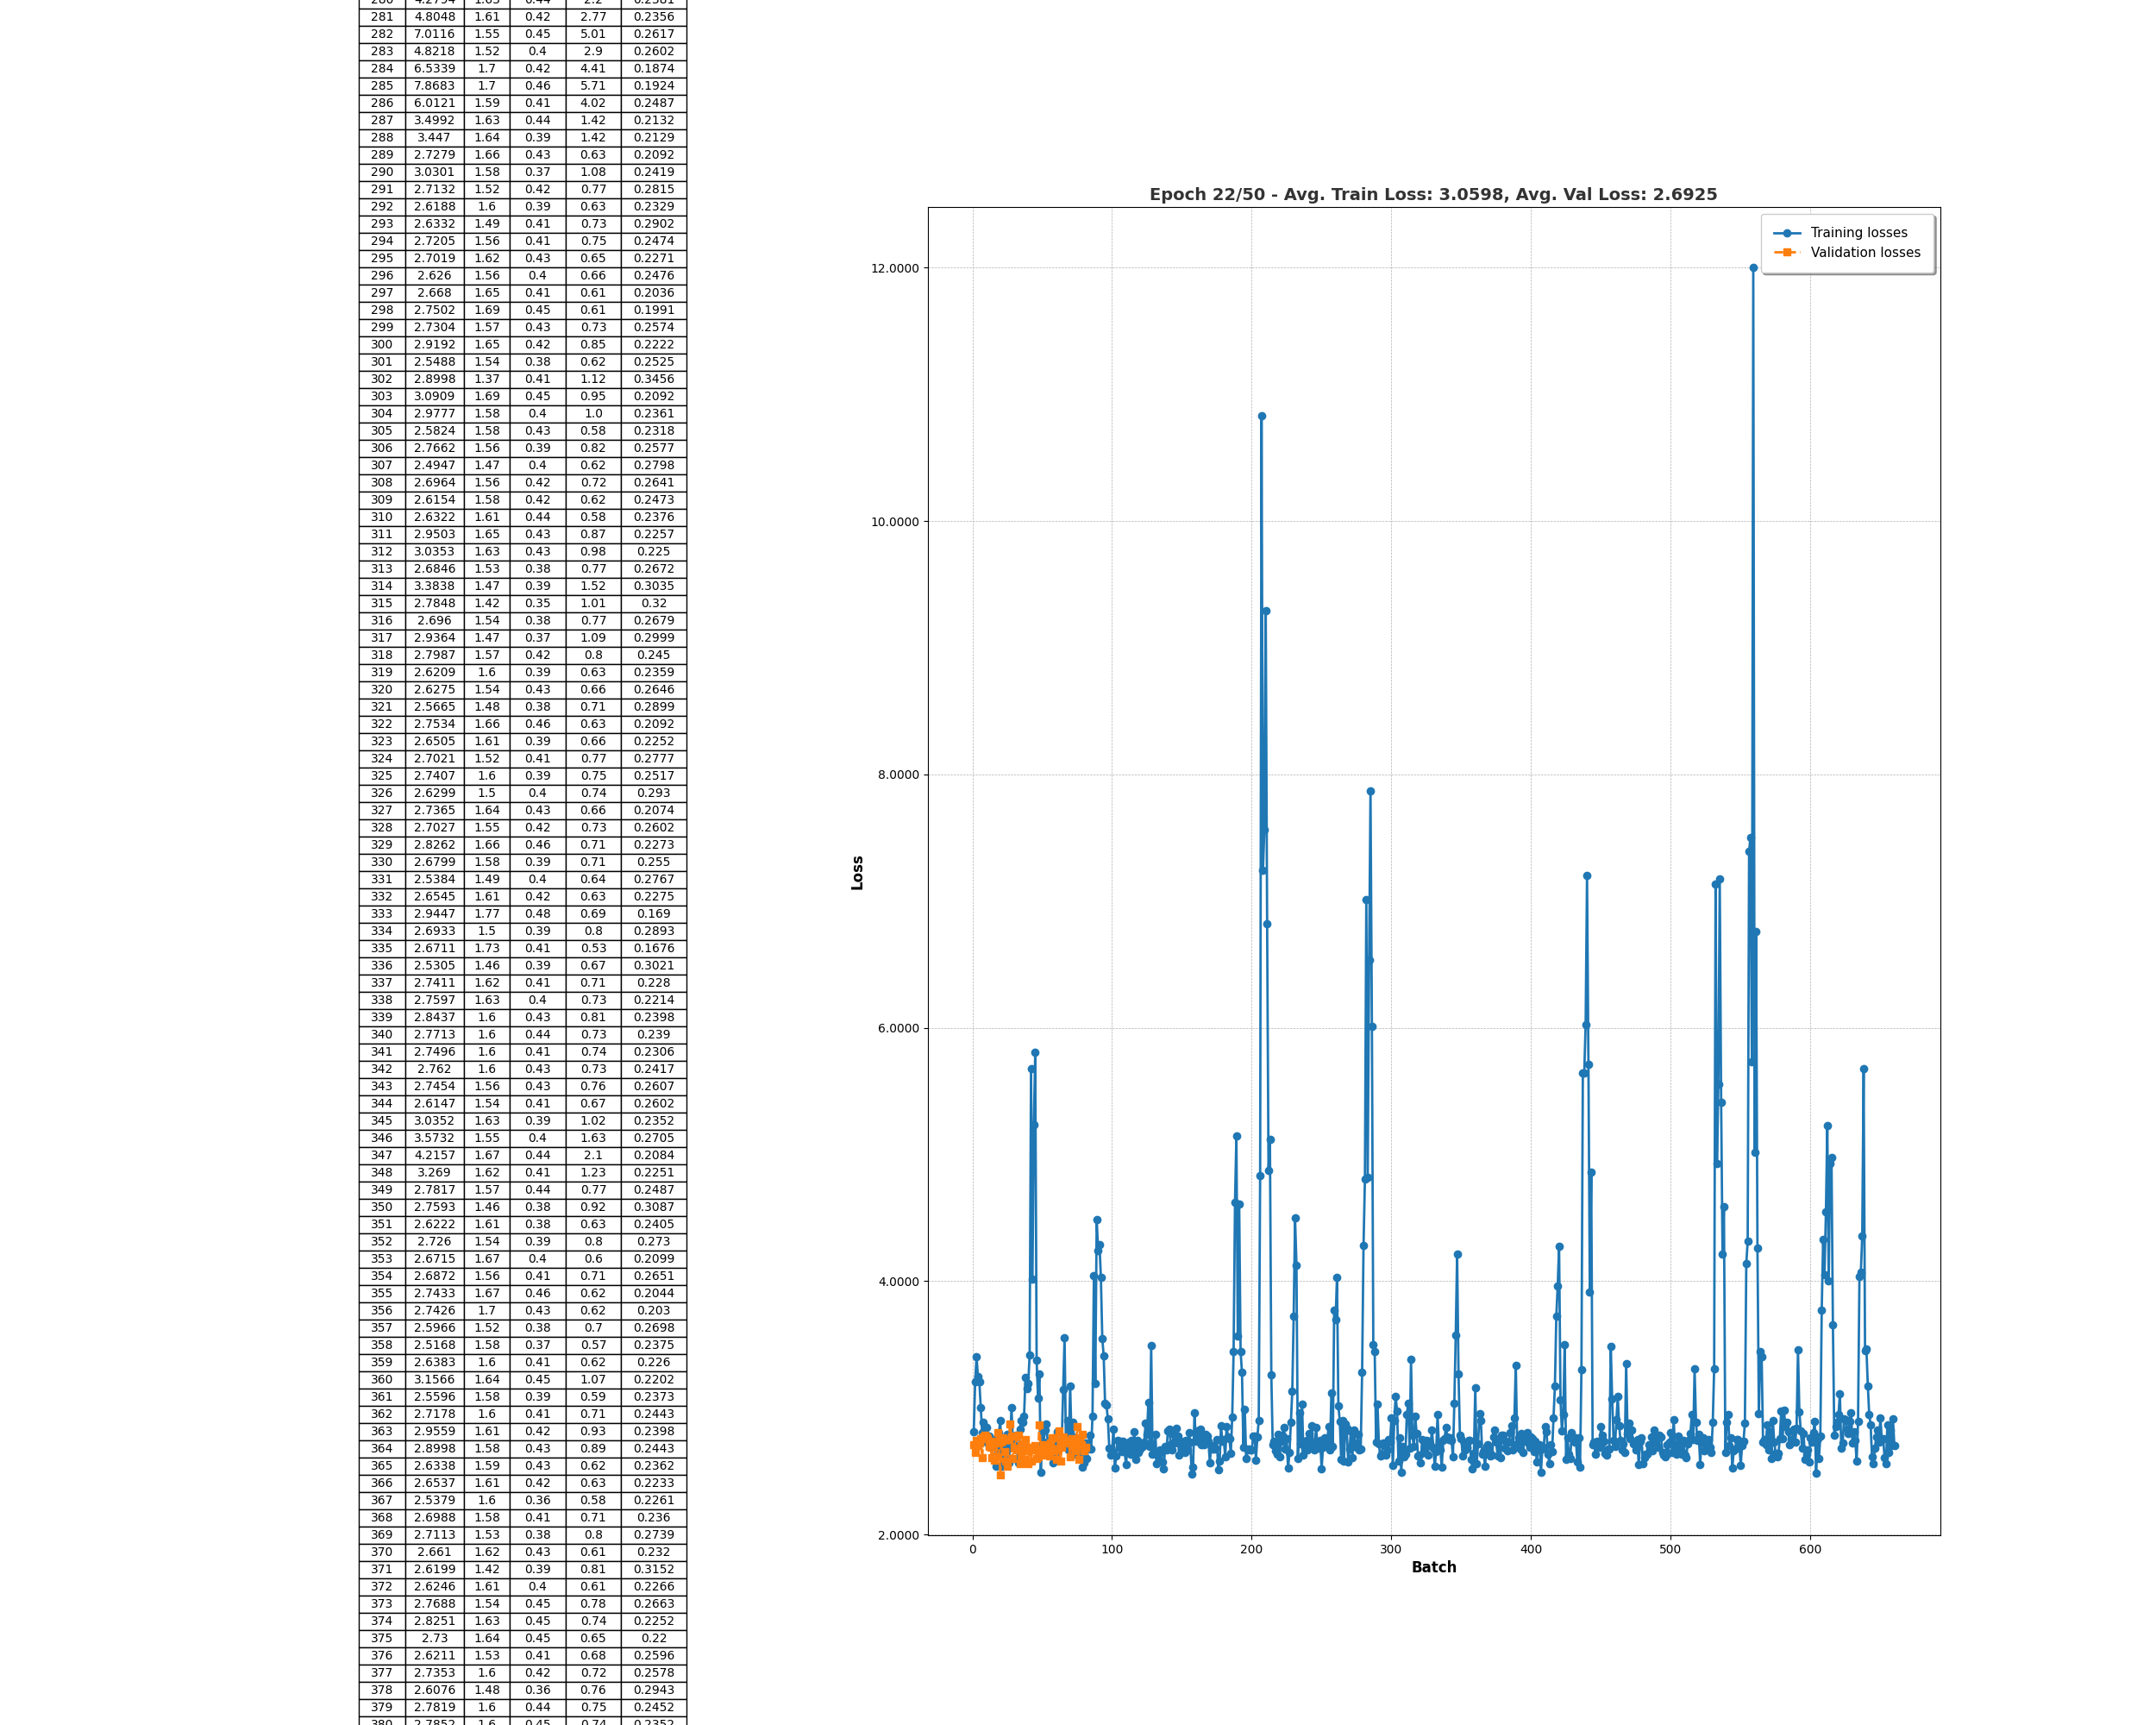 280 4.2794 1.63 0.44 2.2 0.2381
281 4.8048 1.61 0.42 2.77 0.2356
282 7.0116 1.55 0.45 5.01 0.2617
283 4.8218 1.52 0.4 2.9 0.2602
284 6.5339 1.7 0.42 4.41 0.1874
285 7.8683 1.7 0.46 5.71 0.1924
286 6.0121 1.59 0.41 4.02 0.2487
287 3.4992 1.63 0.44 1.42 0.2132
288 3.447 1.64 0.39 1.42 0.2129
289 2.7279 1.66 0.43 0.63 0.2092
290 3.0301 1.58 0.37 1.08 0.2419
291 2.7132 1.52 0.42 0.77 0.2815
292 2.6188 1.6 0.39 0.63 0.2329
293 2.6332 1.49 0.41 0.73 0.2902
294 2.7205 1.56 0.41 0.75 0.2474
295 2.7019 1.62 0.43 0.65 0.2271
296 2.626 1.56 0.4 0.66 0.2476
297 2.668 1.65 0.41 0.61 0.2036
298 2.7502 1.69 0.45 0.61 0.1991
299 2.7304 1.57 0.43 0.73 0.2574
300 2.9192 1.65 0.42 0.85 0.2222
301 2.5488 1.54 0.38 0.62 0.2525
302 2.8998 1.37 0.41 1.12 0.3456
303 3.0909 1.69 0.45 0.95 0.2092
304 2.9777 1.58 0.4 1.0 0.2361
305 2.5824 1.58 0.43 0.58 0.2318
306 2.7662 1.56 0.39 0.82 0.2577
307 2.4947 1.47 0.4 0.62 0.2798
308 2.6964 1.56 0.42 0.72 0.2641
309 2.6154 1.58 0.42 0.62 0.2473
310 2.6322 1.61 0.44 0.58 0.2376
311 2.9503 1.65 0.43 0.87 0.2257
312 3.0353 1.63 0.43 0.98 0.225
313 2.6846 1.53 0.38 0.77 0.2672
314 3.3838 1.47 0.39 1.52 0.3035
315 2.7848 1.42 0.35 1.01 0.32
316 2.696 1.54 0.38 0.77 0.2679
317 2.9364 1.47 0.37 1.09 0.2999
318 2.7987 1.57 0.42 0.8 0.245
319 2.6209 1.6 0.39 0.63 0.2359
320 2.6275 1.54 0.43 0.66 0.2646
321 2.5665 1.48 0.38 0.71 0.2899
322 2.7534 1.66 0.46 0.63 0.2092
323 2.6505 1.61 0.39 0.66 0.2252
324 2.7021 1.52 0.41 0.77 0.2777
325 2.7407 1.6 0.39 0.75 0.2517
326 2.6299 1.5 0.4 0.74 0.293
327 2.7365 1.64 0.43 0.66 0.2074
328 2.7027 1.55 0.42 0.73 0.2602
329 2.8262 1.66 0.46 0.71 0.2273
330 2.6799 1.58 0.39 0.71 0.255
331 2.5384 1.49 0.4 0.64 0.2767
332 2.6545 1.61 0.42 0.63 0.2275
333 2.9447 1.77 0.48 0.69 0.169
334 2.6933 1.5 0.39 0.8 0.2893
335 2.6711 1.73 0.41 0.53 0.1676
336 2.5305 1.46 0.39 0.67 0.3021
337 2.7411 1.62 0.41 0.71 0.228
338 2.7597 1.63 0.4 0.73 0.2214
339 2.8437 1.6 0.43 0.81 0.2398
340 2.7713 1.6 0.44 0.73 0.239
341 2.7496 1.6 0.41 0.74 0.2306
342 2.762 1.6 0.43 0.73 0.2417
343 2.7454 1.56 0.43 0.76 0.2607
344 2.6147 1.54 0.41 0.67 0.2602
345 3.0352 1.63 0.39 1.02 0.2352
346 3.5732 1.55 0.4 1.63 0.2705
347 4.2157 1.67 0.44 2.1 0.2084
348 3.269 1.62 0.41 1.23 0.2251
349 2.7817 1.57 0.44 0.77 0.2487
350 2.7593 1.46 0.38 0.92 0.3087
351 2.6222 1.61 0.38 0.63 0.2405
352 2.726 1.54 0.39 0.8 0.273
353 2.6715 1.67 0.4 0.6 0.2099
354 2.6872 1.56 0.41 0.71 0.2651
355 2.7433 1.67 0.46 0.62 0.2044
356 2.7426 1.7 0.43 0.62 0.203
357 2.5966 1.52 0.38 0.7 0.2698
358 2.5168 1.58 0.37 0.57 0.2375
359 2.6383 1.6 0.41 0.62 0.226
360 3.1566 1.64 0.45 1.07 0.2202
361 2.5596 1.58 0.39 0.59 0.2373
362 2.7178 1.6 0.41 0.71 0.2443
363 2.9559 1.61 0.42 0.93 0.2398
364 2.8998 1.58 0.43 0.89 0.2443
365 2.6338 1.59 0.43 0.62 0.2362
366 2.6537 1.61 0.42 0.63 0.2233
367 2.5379 1.6 0.36 0.58 0.2261
368 2.6988 1.58 0.41 0.71 0.236
369 2.7113 1.53 0.38 0.8 0.2739
370 2.661 1.62 0.43 0.61 0.232
371 2.6199 1.42 0.39 0.81 0.3152
372 2.6246 1.61 0.4 0.61 0.2266
373 2.7688 1.54 0.45 0.78 0.2663
374 2.8251 1.63 0.45 0.74 0.2252
375 2.73 1.64 0.45 0.65 0.22
376 2.6211 1.53 0.41 0.68 0.2596
377 2.7353 1.6 0.42 0.72 0.2578
378 2.6076 1.48 0.36 0.76 0.2943
379 2.7819 1.6 0.44 0.75 0.2452
380 2.7852 1.6 0.45 0.74 0.2352
Epoch 22/50 - Avg. Train Loss: 3.0598, Avg. Val Loss: 2.6925
Training losses
Validation losses
12.0000
10.0000
8.0000
6.0000
4.0000
2.0000
Loss
0 100 200 300 400 500 600
Batch